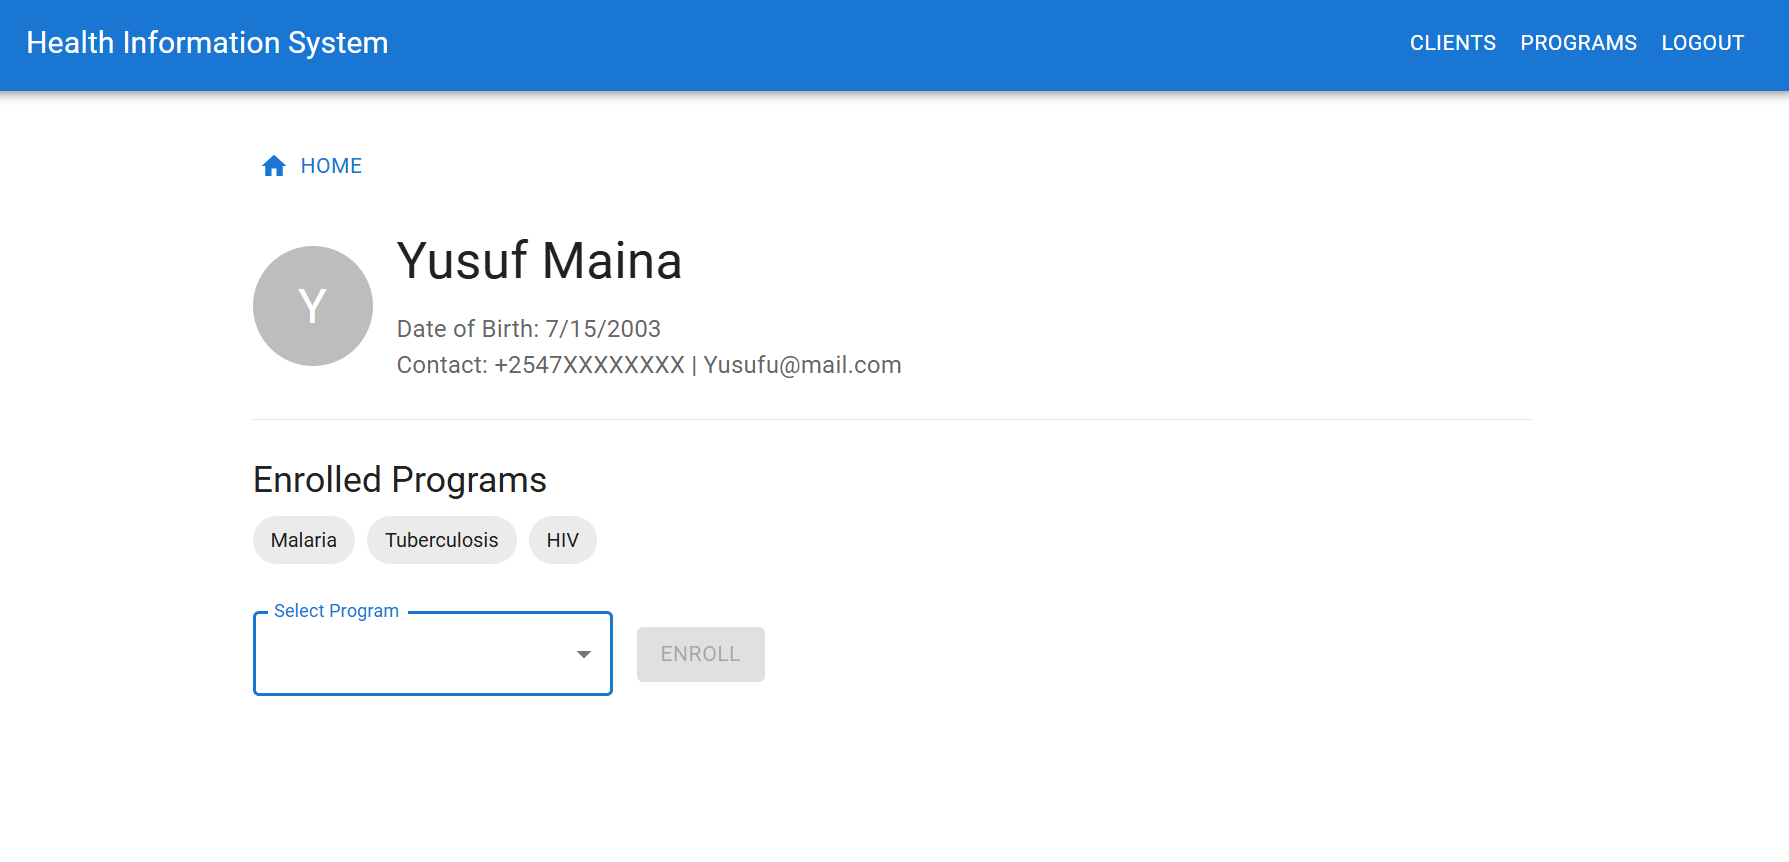 Health Information System
CLIENTS PROGRAMS LOGOUT
HOME
Y
Yusuf Maina
Date of Birth: 7/15/2003
Contact: +2547XXXXXXXX | Yusufu@mail.com
Enrolled Programs
Malaria Tuberculosis HIV
Select Program
ENROLL